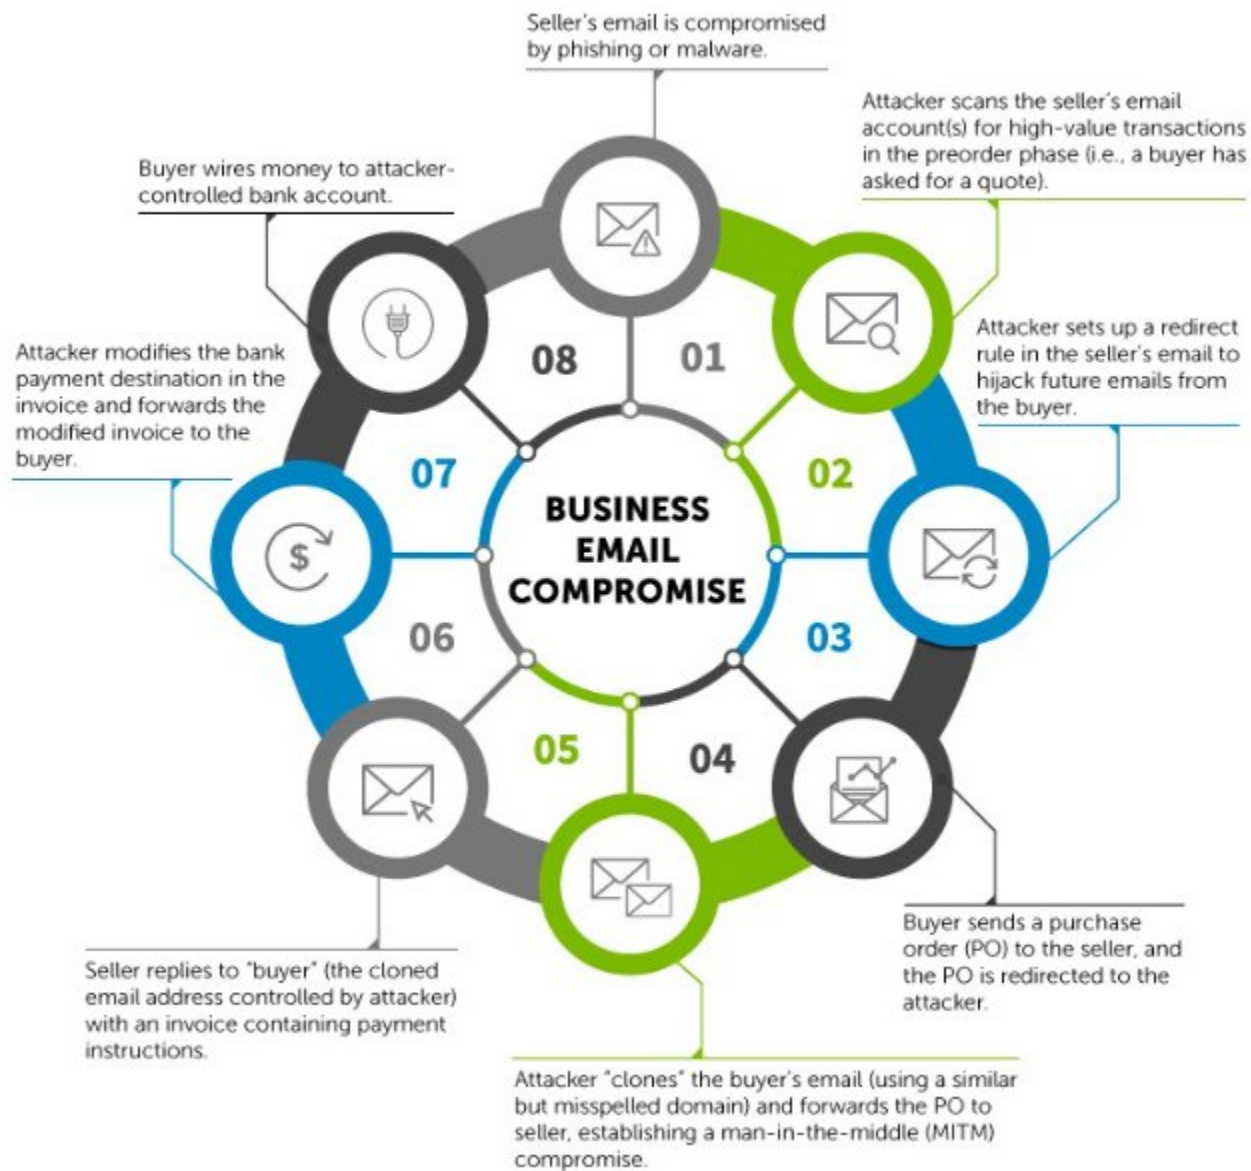 Seller's email is compromised
by phishing or malware.
Attacker scans the seller's email
account(s) for high-value transactions
in the preorder phase (i.e., a buyer has
asked for a quote).
Buyer wires money to attacker-
controlled bank account.
Attacker sets up a redirect
rule in the seller's email to
hijack future emails from
the buyer.
Attacker modifies the bank
payment destination in the
invoice and forwards the
modified invoice to the
buyer.
08
01
07
02
BUSINESS
EMAIL
COMPROMISE
$
06
03
05
04
Buyer sends a purchase
order (PO) to the seller, and
the PO is redirected to the
attacker.
Seller replies to "buyer" (the cloned
email address controlled by attacker)
with an invoice containing payment
instructions.
Attacker "clones" the buyer's email (using a similar
but misspelled domain) and forwards the PO to
seller, establishing a man-in-the-middle (MITM)
compromise.